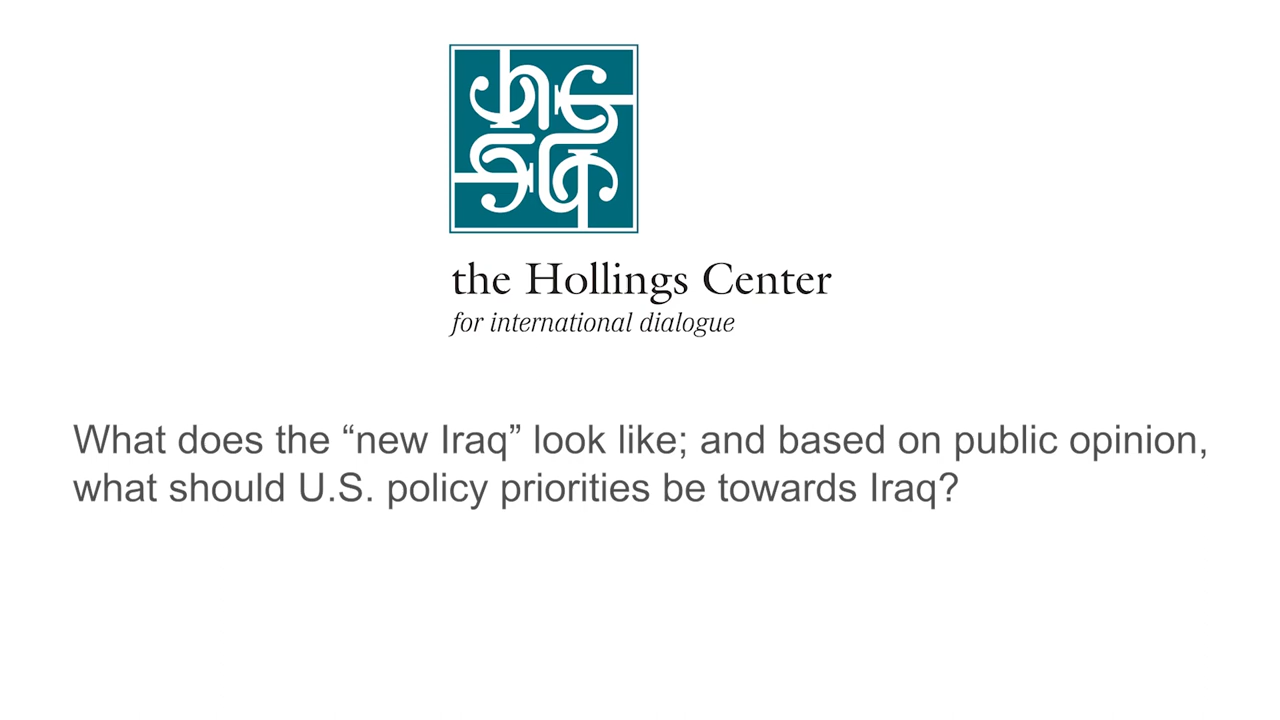 the Hollings Center
for international dialogue
What does the “new Iraq” look like; and based on public opinion,
what should U.S. policy priorities be towards Iraq?